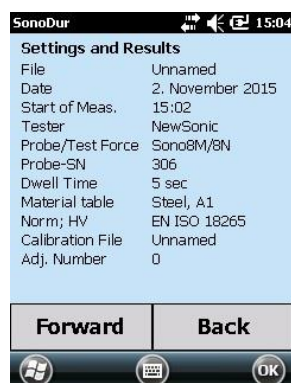 SonoDur 15:04
Settings and Results
File Unnamed
Date 2. November 2015
Start of Meas. 15:02
Tester NewSonic
Probe/Test Force Sono8M/8N
Probe-SN 306
Dwell Time 5 sec
Material table Steel, A1
Norm; HV EN ISO 18265
Calibration File Unnamed
Adj. Number 0
Forward Back
OK